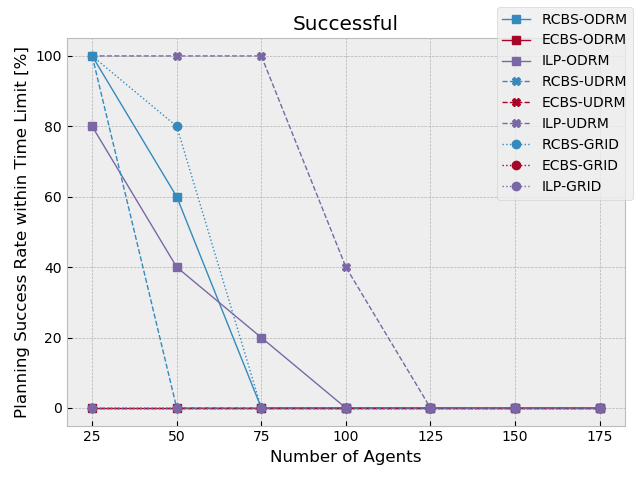 Successful
RCBS-ODRM
ECBS-ODRM
ILP-ODRM
RCBS-UDRM
ECBS-UDRM
ILP-UDRM
RCBS-GRID
ECBS-GRID
ILP-GRID
Planning Success Rate within Time Limit [%]
100
80
60
40
20
0
25 50 75 100 125 150 175
Number of Agents